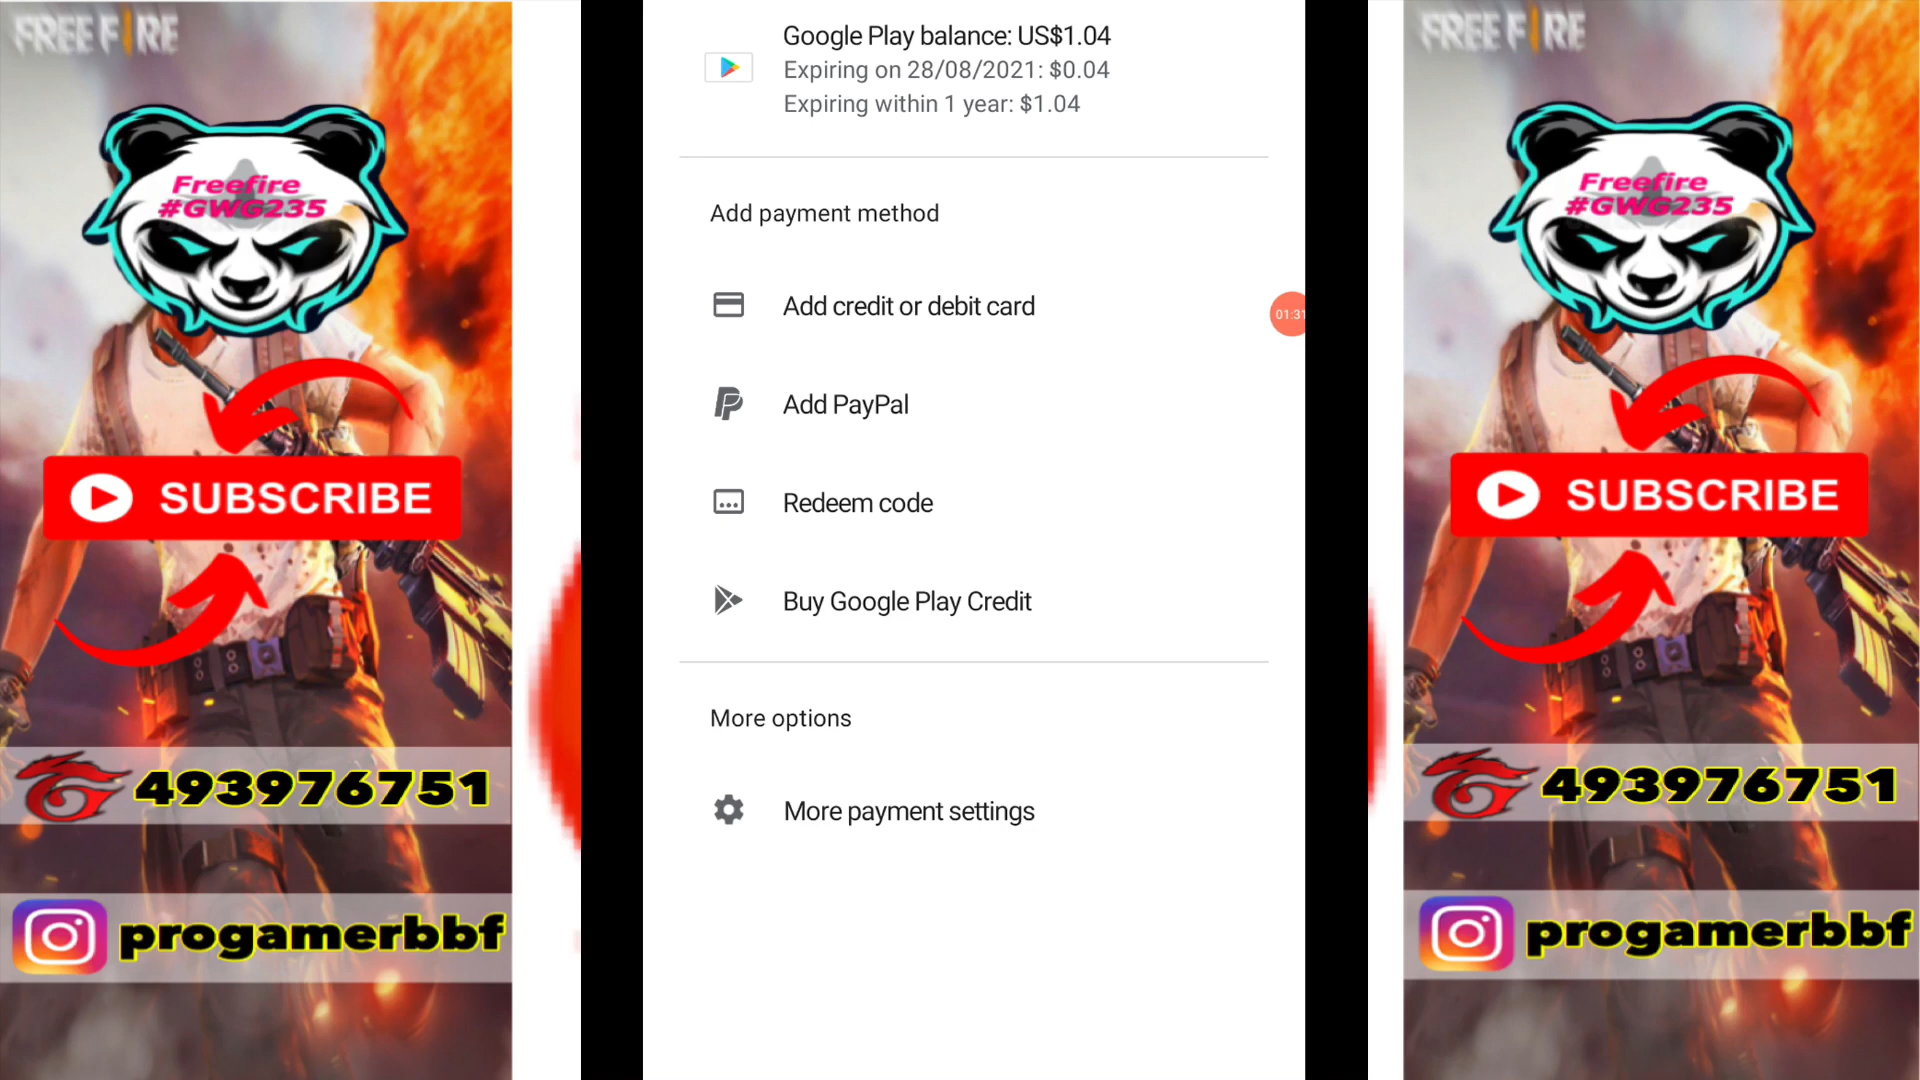 FREE FIRE
Freefire
#GWG235
SUBSCRIBE
493976751
progamerbbf
Google Play balance: US$1.04
Expiring on 28/08/2021: $0.04
Expiring within 1 year: $1.04
Add payment method
Add credit or debit card
01:31
Add PayPal
Redeem code
Buy Google Play Credit
More options
More payment settings
FREE FIRE
Freefire
#GWG235
SUBSCRIBE
493976751
progamerbbf